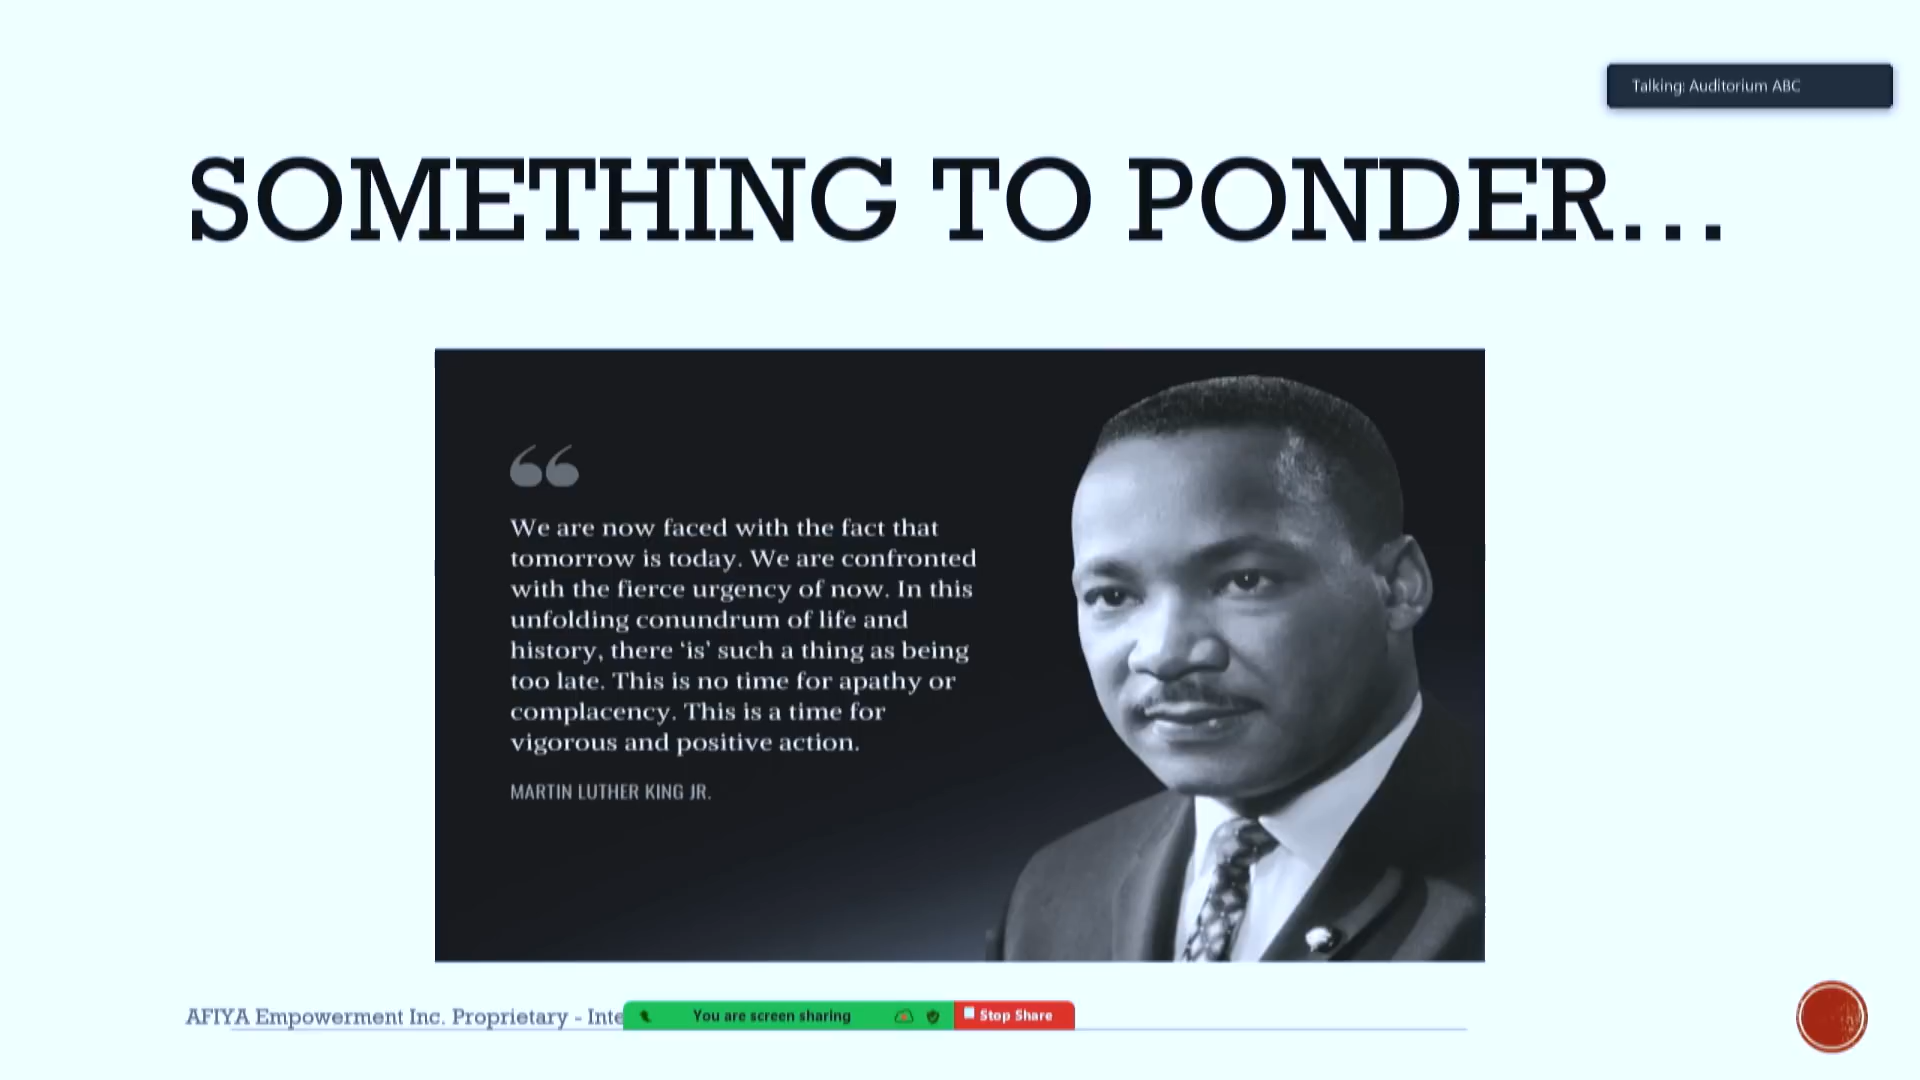 Talking: Auditorium ABC
SOMETHING TO PONDER...
We are now faced with the fact that
tomorrow is today. We are confronted
with the fierce urgency of now. In this
unfolding conundrum of life and
history, there ‘is’ such a thing as being
too late. This is no time for apathy or
complacency. This is a time for
vigorous and positive action.
MARTIN LUTHER KING JR.
AFIYA Empowerment Inc. Proprietary - Inte
You are screen sharing
Stop Share